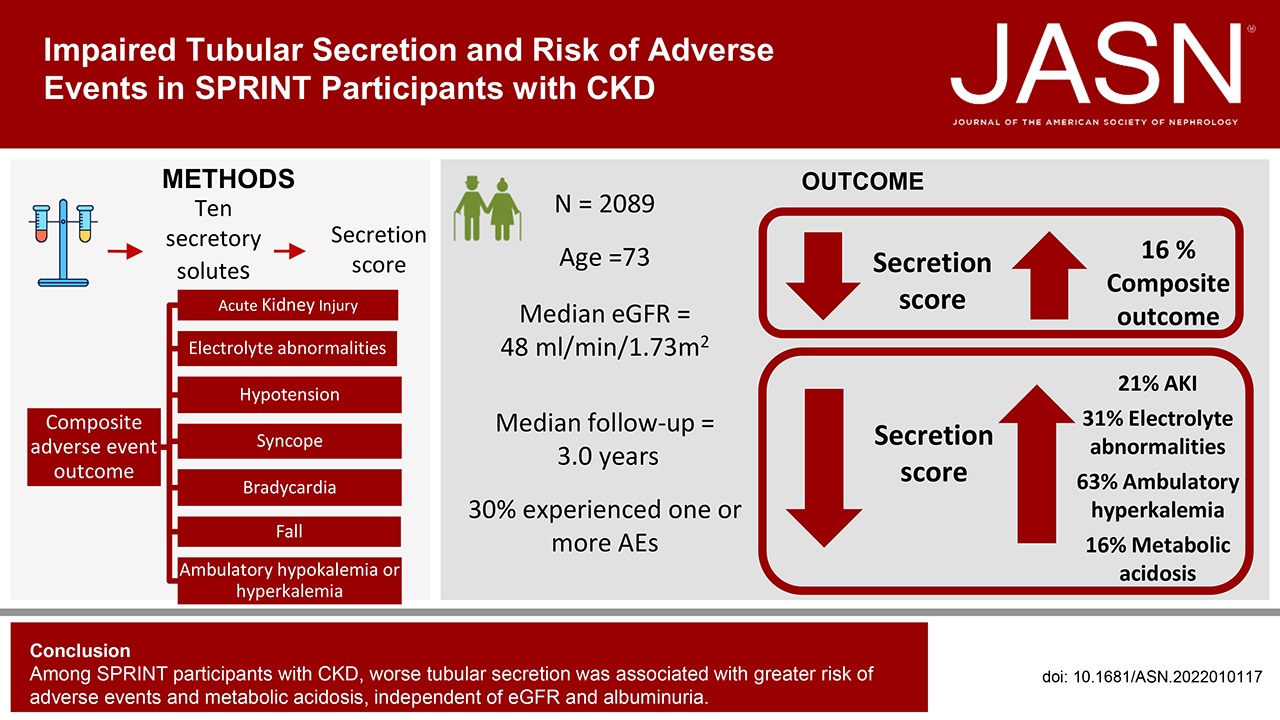 Impaired Tubular Secretion and Risk of Adverse
Events in SPRINT Participants with CKD
JASN®
JOURNAL OF THE AMERICAN SOCIETY OF NEPHROLOGY
METHODS
Ten
secretory
solutes
Secretion
score
Composite
adverse event
outcome
Acute Kidney Injury
Electrolyte abnormalities
Hypotension
Syncope
Bradycardia
Fall
Ambulatory hypokalemia or
hyperkalemia
N = 2089
Age =73
Median eGFR =
48 ml/min/1.73m²
Median follow-up =
3.0 years
30% experienced one or
more AEs
OUTCOME
Secretion
score
16 %
Composite
outcome
Secretion
score
21% AKI
31% Electrolyte
abnormalities
63% Ambulatory
hyperkalemia
16% Metabolic
acidosis
Conclusion
Among SPRINT participants with CKD, worse tubular secretion was associated with greater risk of
adverse events and metabolic acidosis, independent of eGFR and albuminuria.
doi: 10.1681/ASN.2022010117